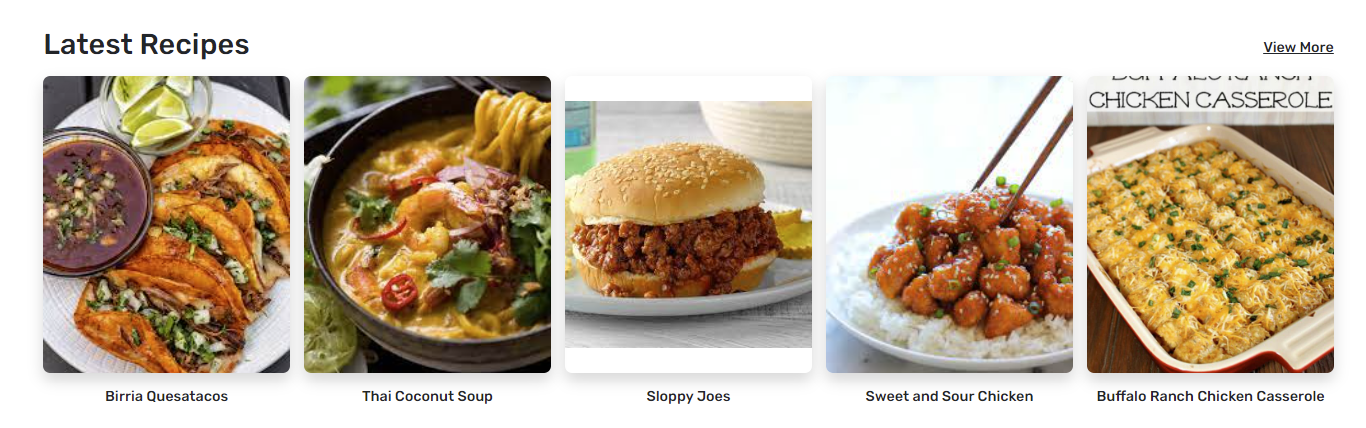 Latest Recipes
View More
CHICKEN CASSEROLE
Birria Quesatacos
Thai Coconut Soup
Sloppy Joes
Sweet and Sour Chicken
Buffalo Ranch Chicken Casserole